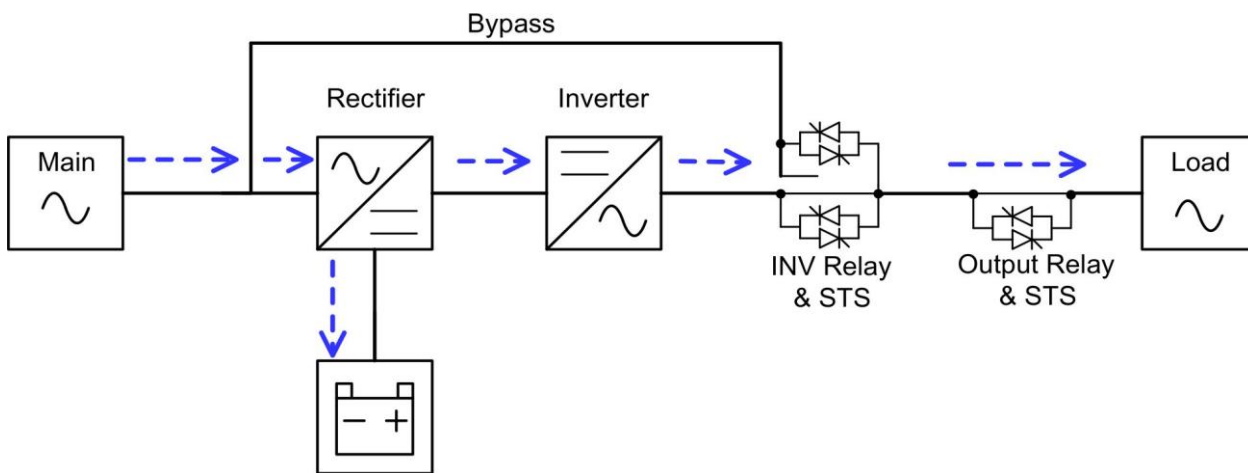 Bypass
Rectifier
Inverter
Main
Load
INV Relay
& STS
Output Relay
& STS